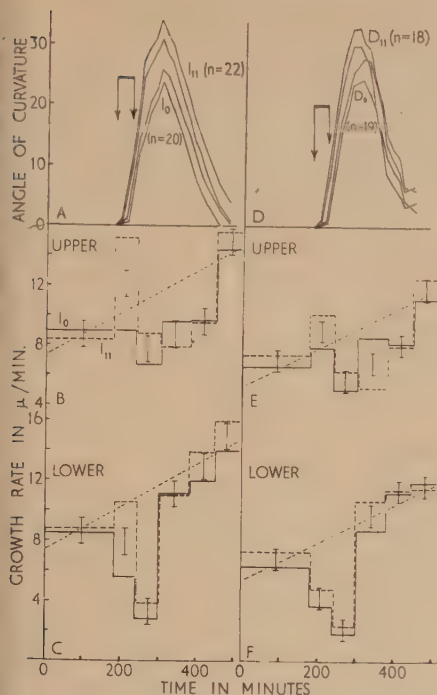 ANGLE OF CURVATURE
30
20
10
0
I₁₁ (n=22)
I₀
(n=20)
A
D₁₁ (n=18)
D₀
(n=19)
D
GROWTH RATE IN μ/MIN.
UPPER
12
8
4
I₀
I₁₁
B
UPPER
E
16
12
8
4
LOWER
C
LOWER
F
0 200 400 0 200 400
TIME IN MINUTES